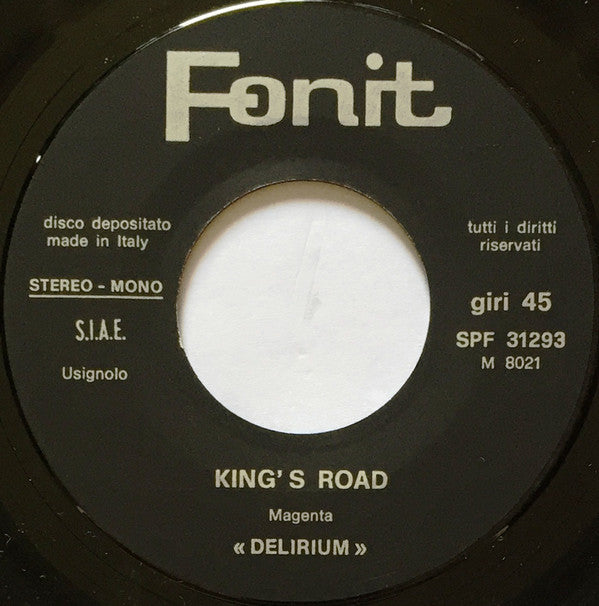 Fonit
disco depositato
made in Italy
tutti i diritti
riservati
STEREO - MONO
giri 45
S.I.A.E.
SPF 31293
Usignolo
M 8021
KING'S ROAD
Magenta
« DELIRIUM »